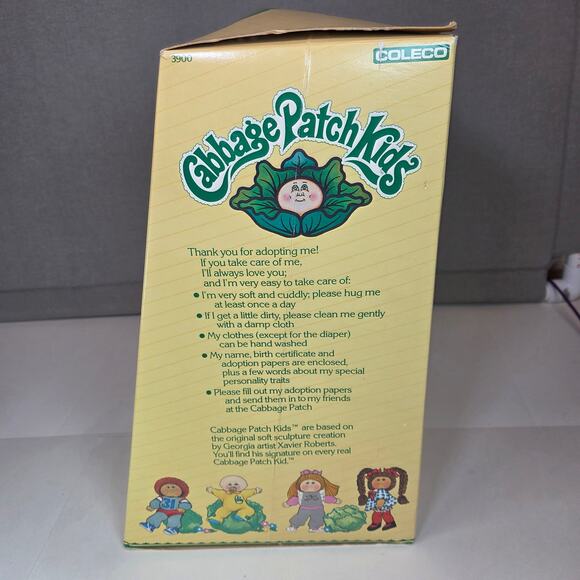 3900
COLECO
Cabbage Patch Kids
Thank you for adopting me!
If you take care of me,
I'll always love you;
and I'm very easy to take care of:
• I'm very soft and cuddly; please hug me
at least once a day
• If I get a little dirty, please clean me gently
with a damp cloth
• My clothes (except for the diaper)
can be hand washed
• My name, birth certificate and
adoption papers are enclosed,
plus a few words about my special
personality traits
• Please fill out my adoption papers
and send them in to my friends
at the Cabbage Patch
Cabbage Patch Kids™ are based on
the original soft sculpture creation
by Georgia artist Xavier Roberts.
You'll find his signature on every real
Cabbage Patch Kid.™
31